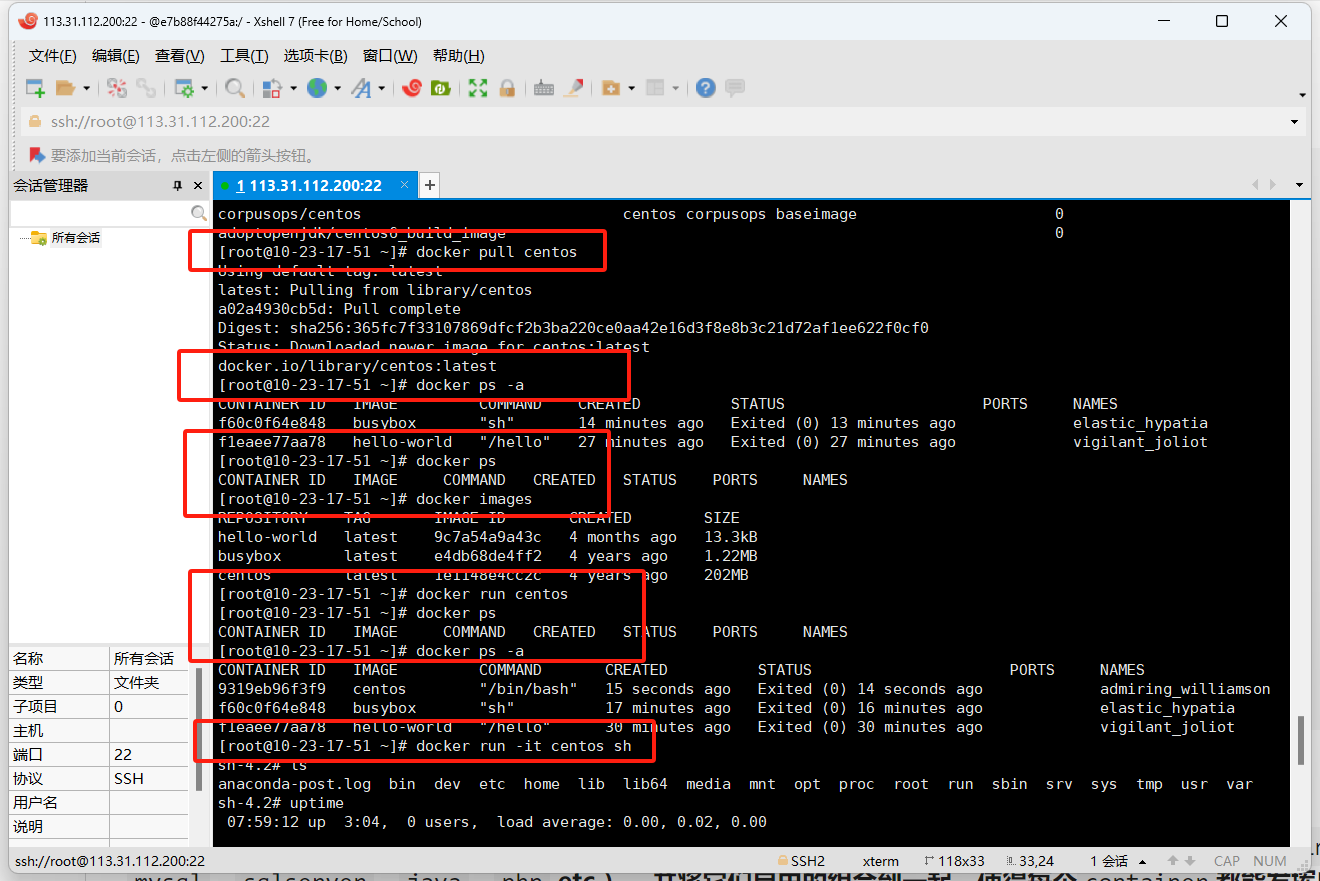 113.31.112.200:22 - @e7b88f44275a:/ - Xshell 7 (Free for Home/School)
文件(F) 编辑(E) 查看(V) 工具(T) 选项卡(B) 窗口(W) 帮助(H)
ssh://root@113.31.112.200:22
要添加当前会话，点击左侧的箭头按钮。
会话管理器
1 113.31.112.200:22
所有会话
corpusops/centos centos corpusops baseimage 0
adoptopenjdk/centos6_build_image 0
[root@10-23-17-51 ~]# docker pull centos
Using default tag: latest
latest: Pulling from library/centos
a02a4930cb5d: Pull complete
Digest: sha256:365fc7f33107869dfcf2b3ba220ce0aa42e16d3f8e8b3c21d72af1ee622f0cf0
Status: Downloaded newer image for centos:latest
docker.io/library/centos:latest
[root@10-23-17-51 ~]# docker ps -a
CONTAINER ID IMAGE COMMAND CREATED STATUS PORTS NAMES
f60c0f64e848 busybox "sh" 14 minutes ago Exited (0) 13 minutes ago elastic_hypatia
f1eaee77aa78 hello-world "/hello" 27 minutes ago Exited (0) 27 minutes ago vigilant_joliot
[root@10-23-17-51 ~]# docker ps
CONTAINER ID IMAGE COMMAND CREATED STATUS PORTS NAMES
[root@10-23-17-51 ~]# docker images
REPOSITORY TAG IMAGE ID CREATED SIZE
hello-world latest 9c7a54a9a43c 4 months ago 13.3kB
busybox latest e4db68de4ff2 4 years ago 1.22MB
centos latest 1e1148e4cc2c 4 years ago 202MB
[root@10-23-17-51 ~]# docker run centos
[root@10-23-17-51 ~]# docker ps
CONTAINER ID IMAGE COMMAND CREATED STATUS PORTS NAMES
[root@10-23-17-51 ~]# docker ps -a
CONTAINER ID IMAGE COMMAND CREATED STATUS PORTS NAMES
9319eb96f3f9 centos "/bin/bash" 15 seconds ago Exited (0) 14 seconds ago admiring_williamson
f60c0f64e848 busybox "sh" 17 minutes ago Exited (0) 16 minutes ago elastic_hypatia
f1eaee77aa78 hello-world "/hello" 30 minutes ago Exited (0) 30 minutes ago vigilant_joliot
[root@10-23-17-51 ~]# docker run -it centos sh
sh-4.2# ls
anaconda-post.log bin dev etc home lib lib64 media mnt opt proc root run sbin srv sys tmp usr var
sh-4.2# uptime
07:59:12 up 3:04, 0 users, load average: 0.00, 0.02, 0.00
名称 所有会话
类型 文件夹
子项目 0
主机
端口 22
协议 SSH
用户名
说明
ssh://root@113.31.112.200:22 SSH2 xterm 118x33 33,24 1 会话 CAP NUM